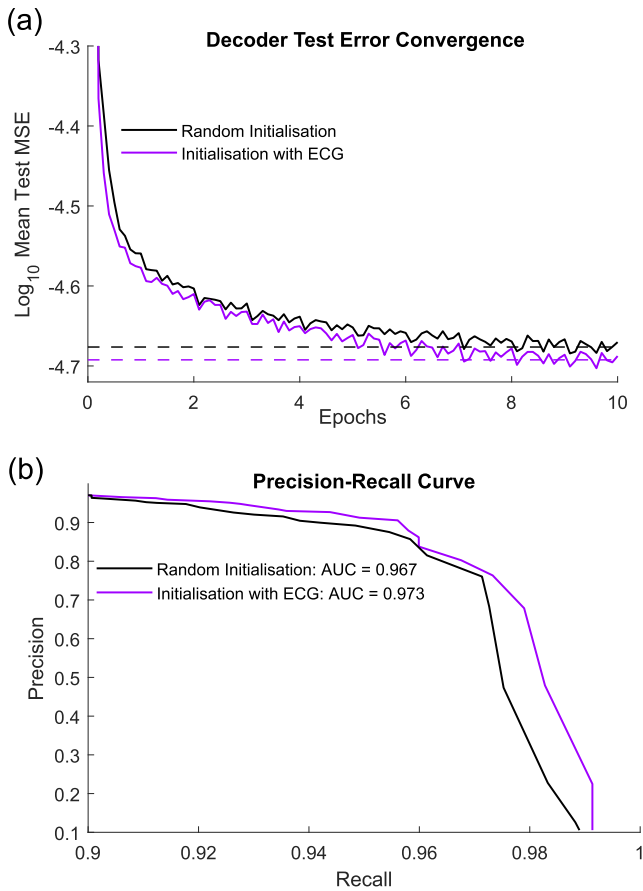 (a)
Decoder Test Error Convergence
-4.3
-4.4
-4.5
-4.6
-4.7
Log10 Mean Test MSE
Random Initialisation
Initialisation with ECG
0
2
4
6
8
10
Epochs
(b)
Precision-Recall Curve
0.9
0.8
0.7
0.6
0.5
0.4
0.3
0.2
0.1
Precision
Random Initialisation: AUC = 0.967
Initialisation with ECG: AUC = 0.973
0.9
0.92
0.94
0.96
0.98
1
Recall